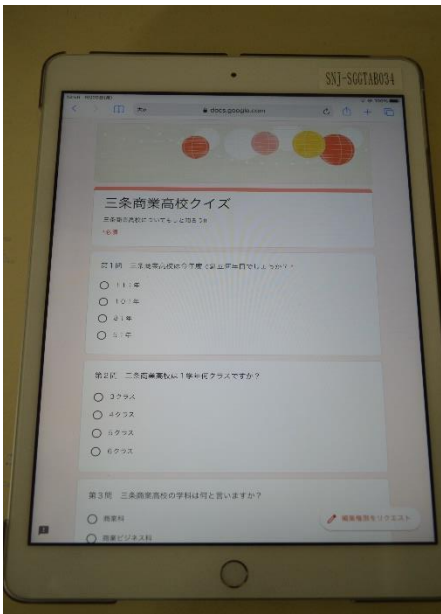 SNJ-SGGTAB034
docs.google.com
三条商業高校クイズ
三条商業高校についてもっと知ろう!!
*必須
第1問 三条商業高校は今年度で創立何年目でしょうか? *
111年
101年
第2問 三条商業高校は1学年何クラスですか?
3クラス
4クラス
5クラス
6クラス
第3問 三条商業高校の学科は何と言いますか?
商業科
商業ビジネス科
編集権限をリクエスト